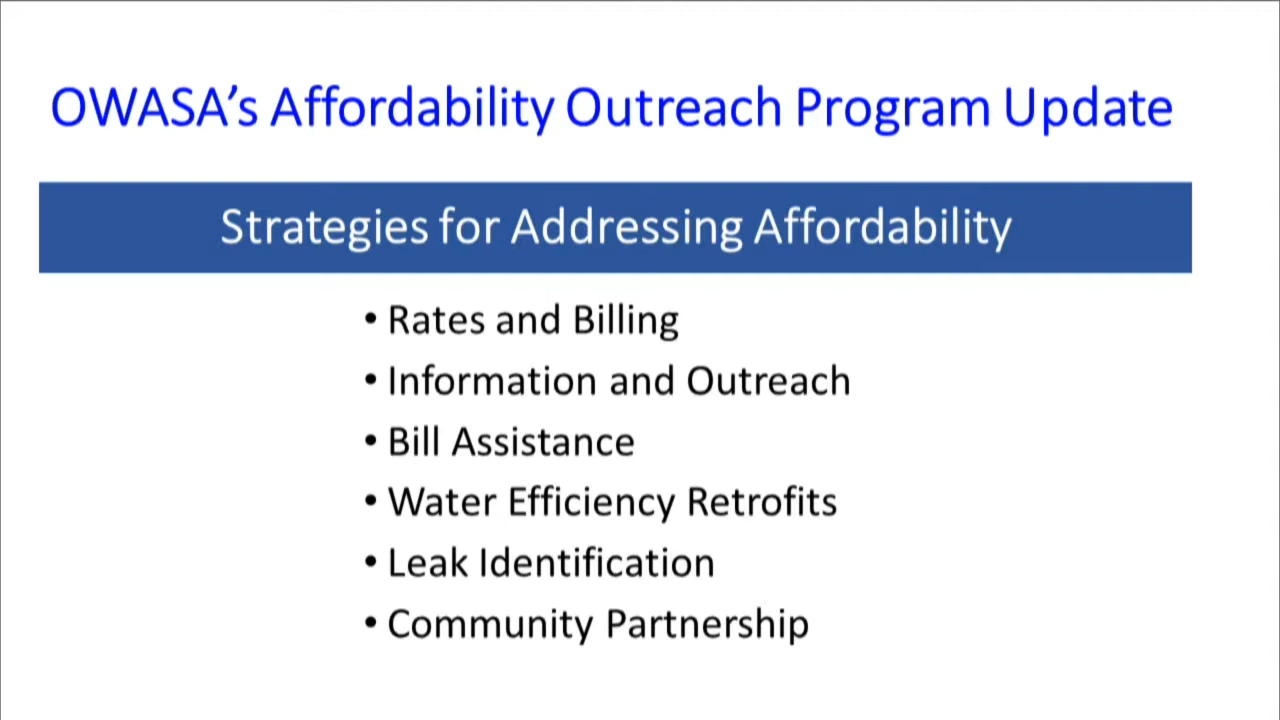 OWASA's Affordability Outreach Program Update
Strategies for Addressing Affordability
• Rates and Billing
• Information and Outreach
• Bill Assistance
• Water Efficiency Retrofits
• Leak Identification
• Community Partnership